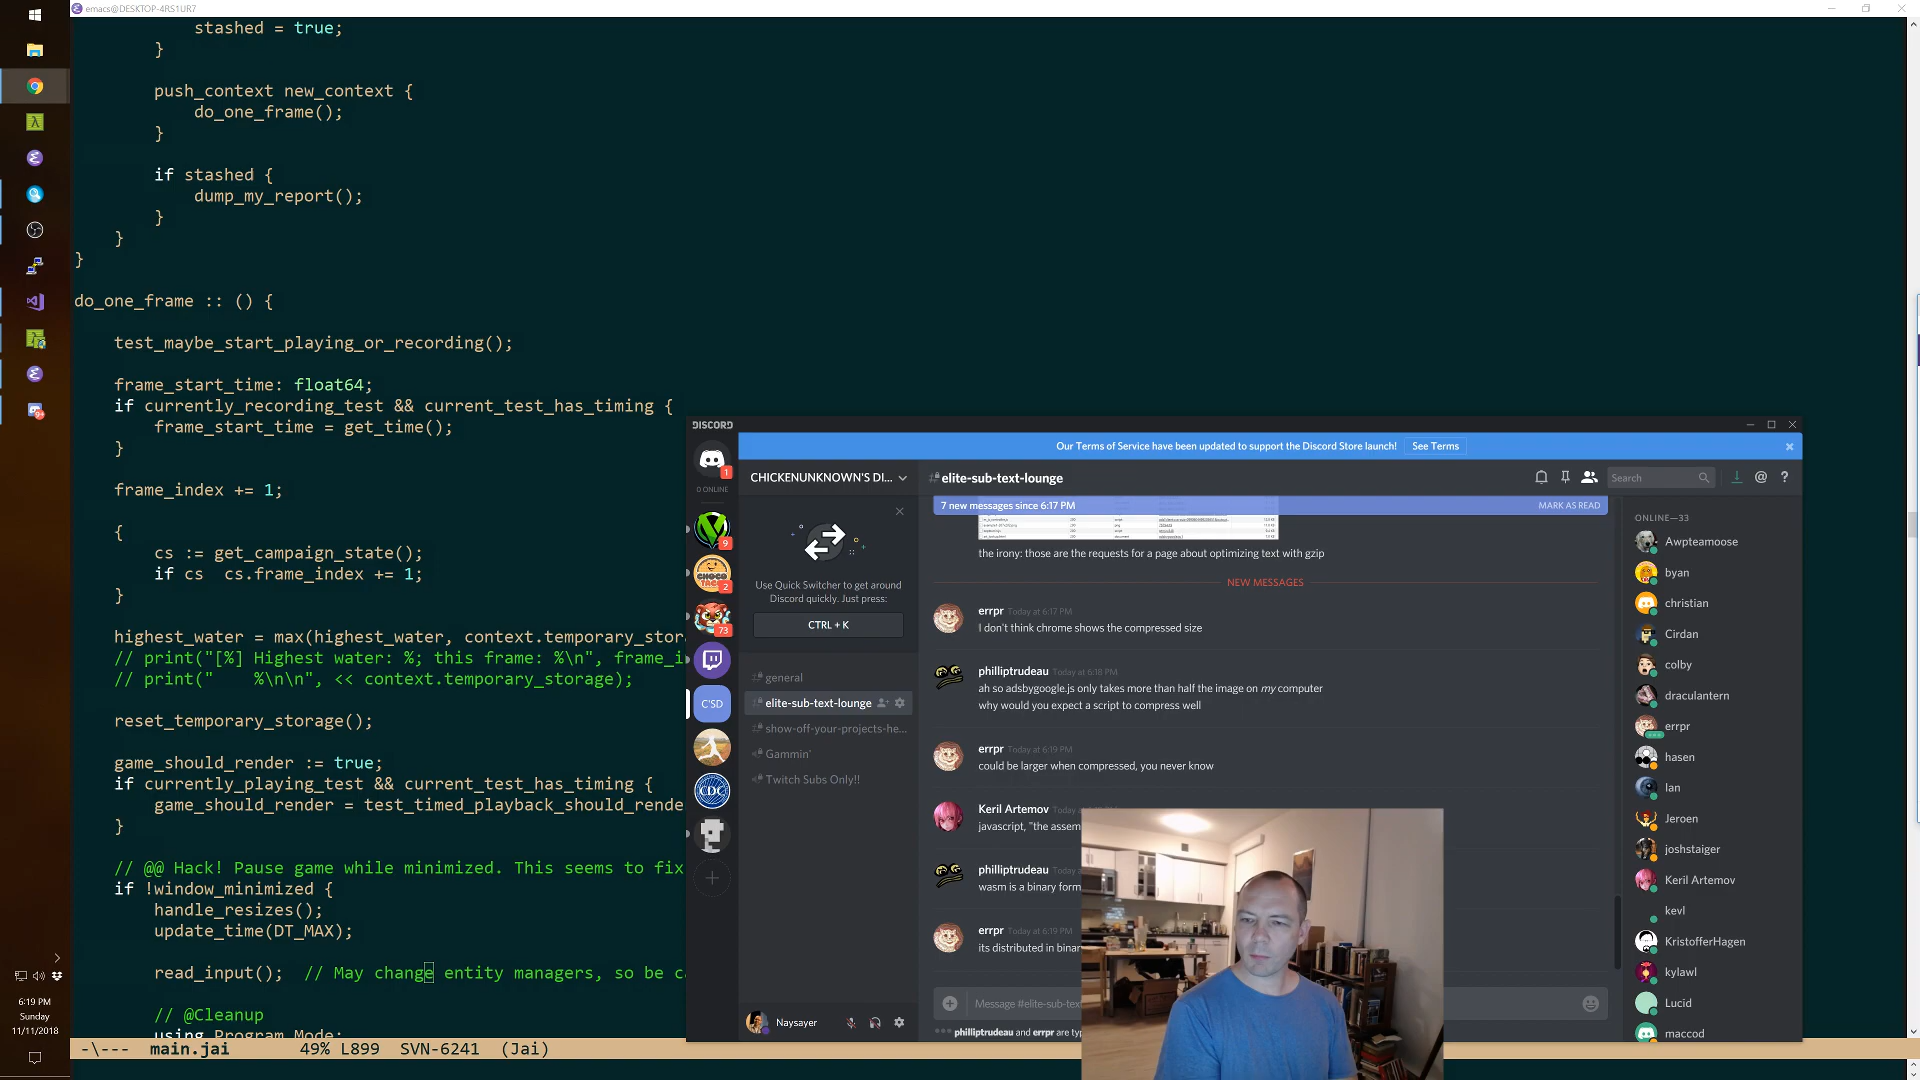 emacs@DESKTOP-4RS1UR7
stashed = true;
}
push_context new_context {
do_one_frame();
}
if stashed {
dump_my_report();
}
}
}
do_one_frame :: () {
test_maybe_start_playing_or_recording();
frame_start_time: float64;
if currently_recording_test && current_test_has_timing {
frame_start_time = get_time();
}
frame_index += 1;
{
cs := get_campaign_state();
if cs  cs.frame_index += 1;
}
highest_water = max(highest_water, context.temporary_stor
// print("[%] Highest water: %; this frame: %\n", frame_i
// print("    %\n\n", << context.temporary_storage);
reset_temporary_storage();
game_should_render := true;
if currently_playing_test && current_test_has_timing {
game_should_render = test_timed_playback_should_rende
}
// @@ Hack! Pause game while minimized. This seems to fix
if !window_minimized {
handle_resizes();
update_time(DT_MAX);
read_input();  // May change entity managers, so be c
// @Cleanup
using Program_Mode;
-\---  main.jai       49% L899  SVN-6241  (Jai)
6:19 PM
Sunday
11/11/2018
DISCORD
Our Terms of Service have been updated to support the Discord Store launch!
See Terms
1
0 ONLINE
9
CHOCO
TACO
2
73
C'SD
CDC
CHICKENUNKNOWN'S DI...
Use Quick Switcher to get around
Discord quickly. Just press:
CTRL + K
general
elite-sub-text-lounge
show-off-your-projects-he...
Gammin'
Twitch Subs Only!!
Naysayer
elite-sub-text-lounge
Search
7 new messages since 6:17 PM
MARK AS READ
the irony: those are the requests for a page about optimizing text with gzip
NEW MESSAGES
errpr Today at 6:17 PM
I don't think chrome shows the compressed size
philliptrudeau Today at 6:18 PM
ah so adsbygoogle.js only takes more than half the image on my computer
why would you expect a script to compress well
errpr Today at 6:19 PM
could be larger when compressed, you never know
Keril Artemov Today a
javascript, "the assem
philliptrudeau Today a
wasm is a binary form
errpr Today at 6:19 PM
its distributed in binar
Message #elite-sub-tex
philliptrudeau and errpr are typ
ONLINE—33
Awpteamoose
byan
christian
Cirdan
colby
draculantern
errpr
hasen
Ian
Jeroen
joshstaiger
Keril Artemov
kevl
KristofferHagen
kylawl
Lucid
maccod